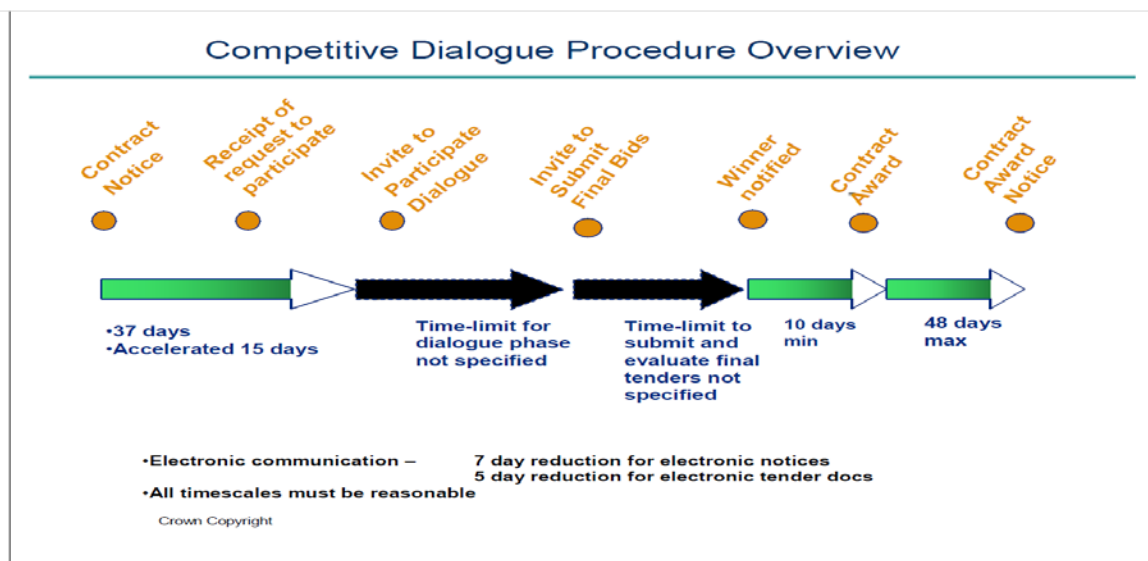 Competitive Dialogue Procedure Overview
Contract
Notice
Receipt of
request to
participate
Invite to
Participate
Dialogue
Invite to
Submit
Final Bids
Winner
notified
Contract
Award
Contract
Award
Notice
•37 days
•Accelerated 15 days
Time-limit for
dialogue phase
not specified
Time-limit to
submit and
evaluate final
tenders not
specified
10 days
min
48 days
max
•Electronic communication – 7 day reduction for electronic notices
5 day reduction for electronic tender docs
•All timescales must be reasonable
Crown Copyright